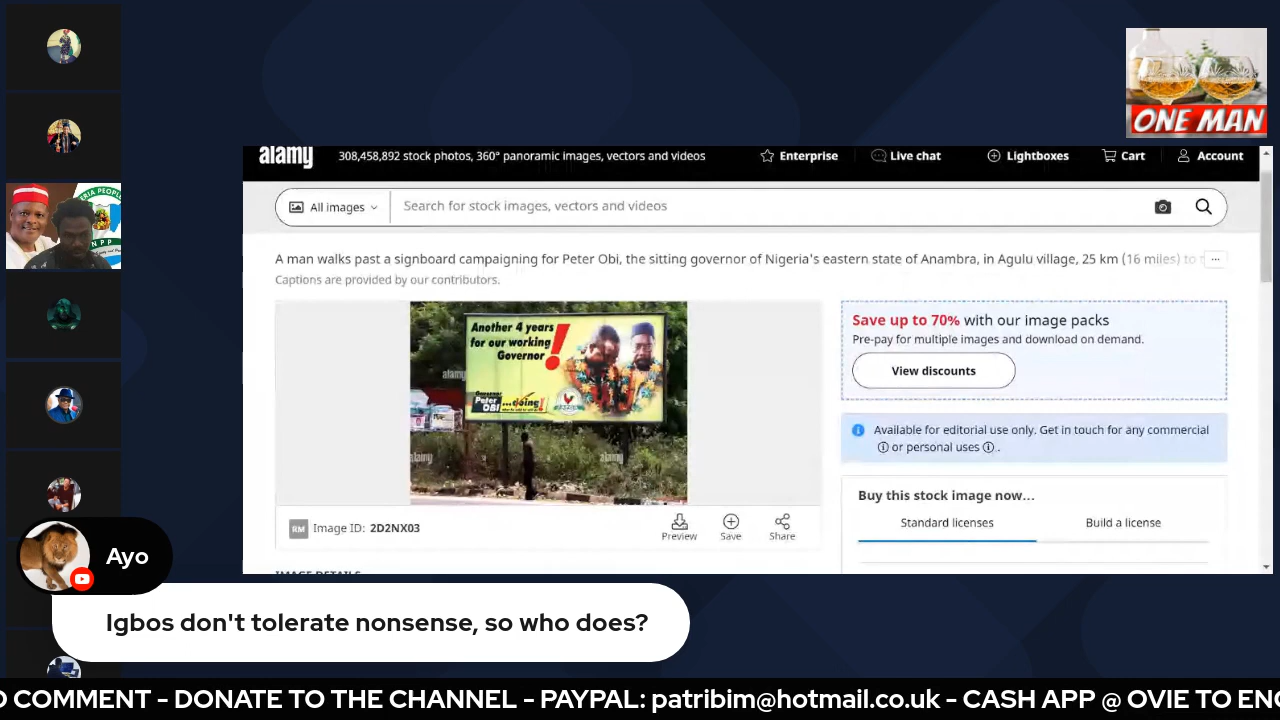 ONE MAN
alamy
308,458,892 stock photos, 360° panoramic images, vectors and videos
Enterprise
Live chat
Lightboxes
Cart
Account
All images
Search for stock images, vectors and videos
A man walks past a signboard campaigning for Peter Obi, the sitting governor of Nigeria's eastern state of Anambra, in Agulu village, 25 km (16 miles) to
...
Captions are provided by our contributors.
Another 4 years
for our working
Governor
!
Peter
OBI
alamy
alamy
alamy
Save up to 70% with our image packs
Pre-pay for multiple images and download on demand.
View discounts
Available for editorial use only. Get in touch for any commercial
or personal uses .
Buy this stock image now...
Standard licenses
Build a license
RM
Image ID: 2D2NX03
Preview
Save
Share
IMAGE DETAILS
NPP
Ayo
Igbos don't tolerate nonsense, so who does?
O COMMENT - DONATE TO THE CHANNEL - PAYPAL: patribim@hotmail.co.uk - CASH APP @ OVIE TO ENC